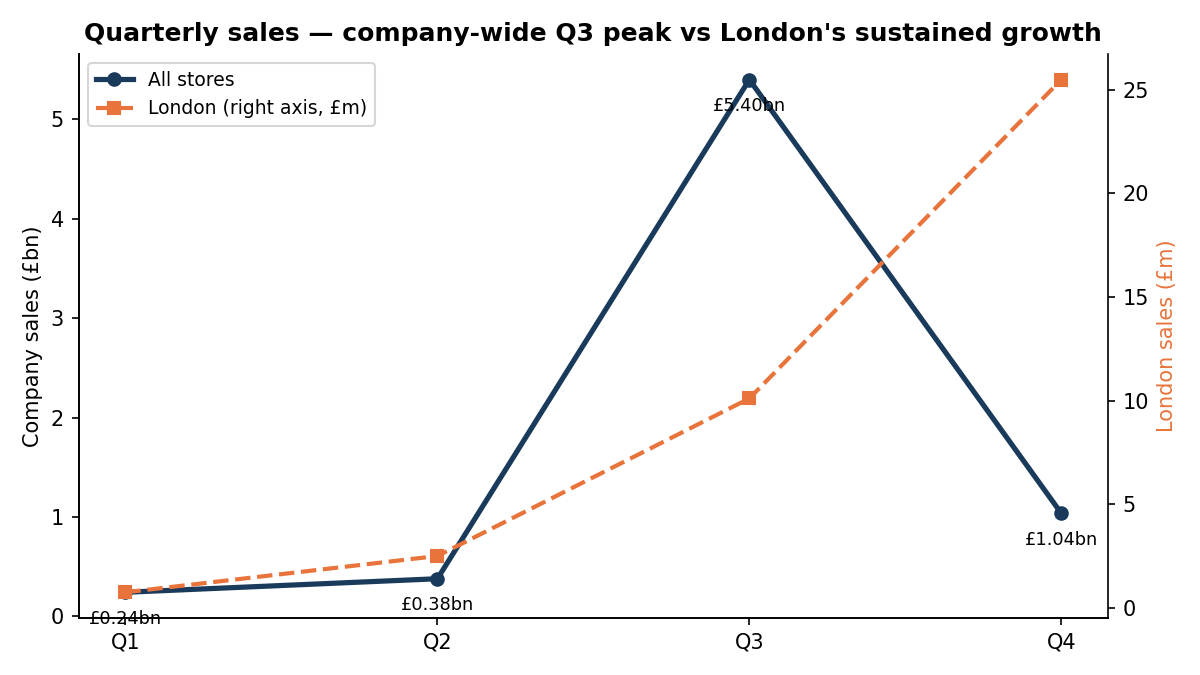 Quarterly sales — company-wide Q3 peak vs London's sustained growth
All stores
London (right axis, £m)
Company sales (£bn)
5
4
3
2
1
0
£0.24bn
£0.38bn
£5.40bn
£1.04bn
Q1
Q2
Q3
Q4
25
20
15
10
5
0
London sales (£m)